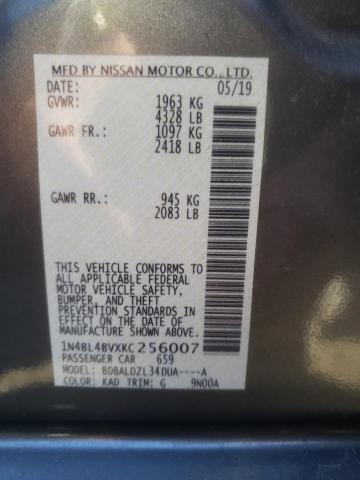 MFD BY NISSAN MOTOR CO.,LTD.
DATE: 05/19
GVWR: 1963 KG
4328 LB
GAWR FR: 1097 KG
2418 LB
GAWR RR: 945 KG
2083 LB
THIS VEHICLE CONFORMS TO
ALL APPLICABLE FEDERAL
MOTOR VEHICLE SAFETY,
BUMPER, AND THEFT
PREVENTION STANDARDS IN
EFFECT ON THE DATE OF
MANUFACTURE SHOWN ABOVE.
1N4BL4BVXKC256007
PASSENGER CAR 659
MODEL: BDBALDZL34DUA----A
COLOR: KAD TRIM: G 9N00A